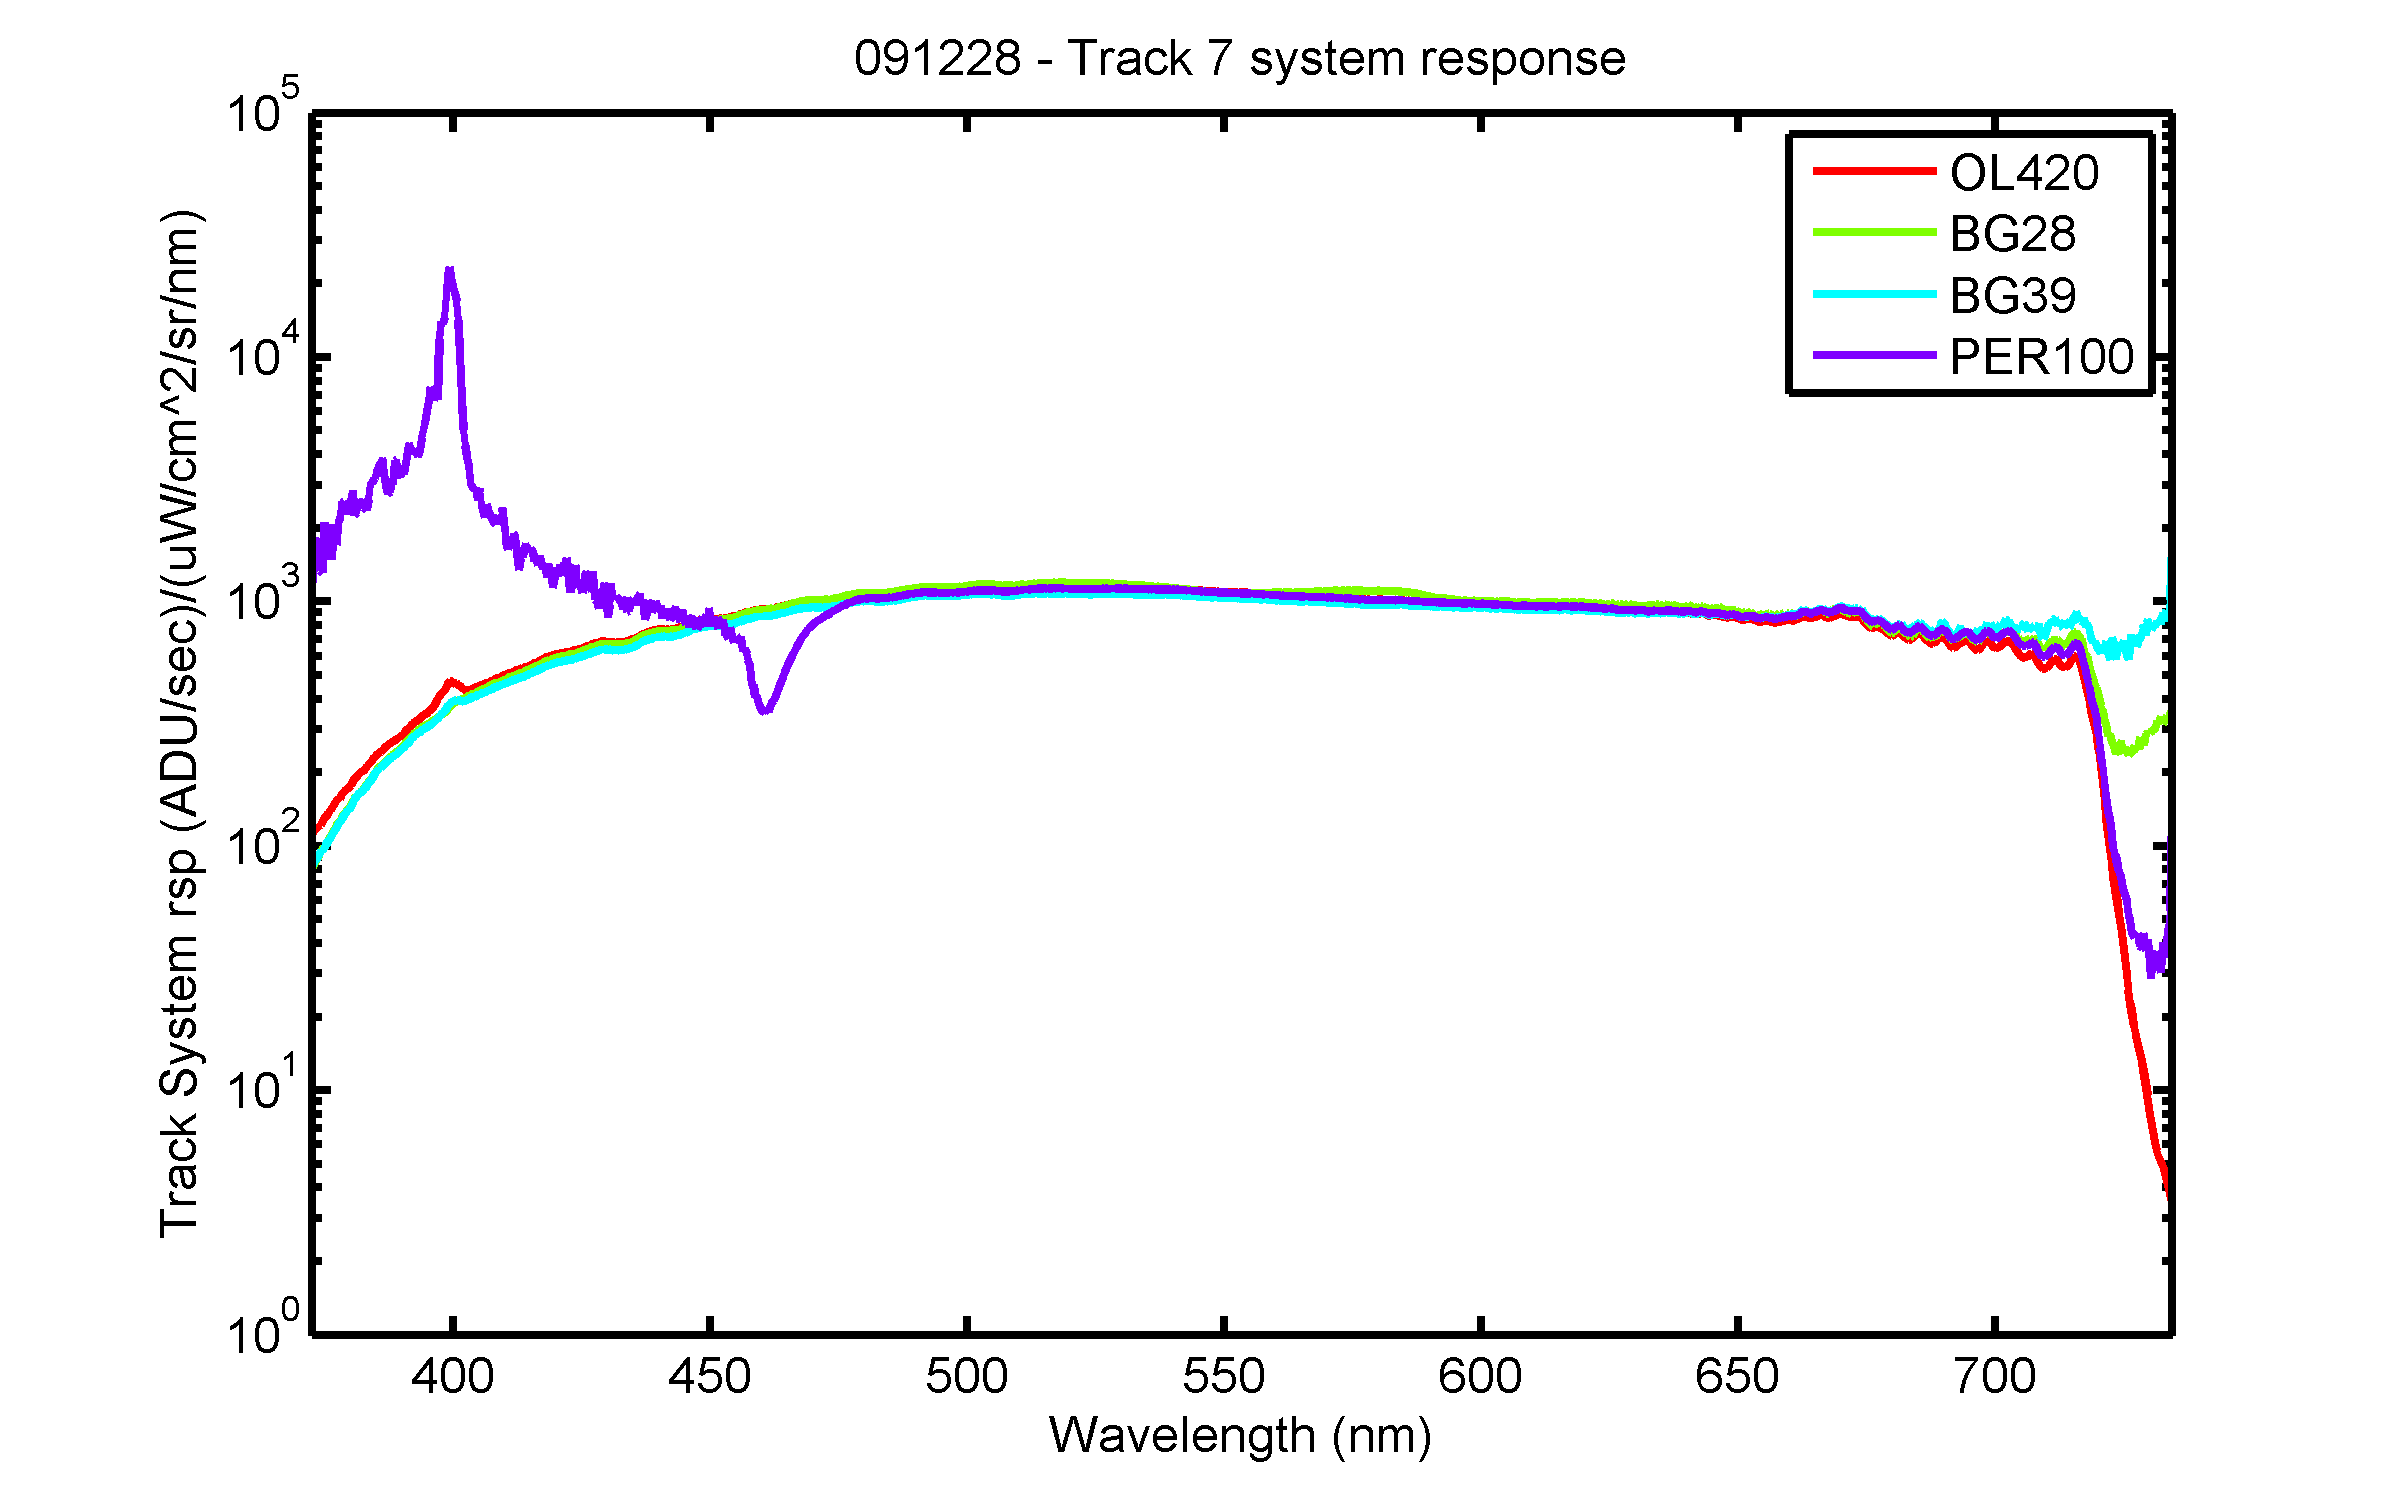 091228 - Track 7 system response
10^5
10^4
10^3
10^2
10^1
10^0
Track System rsp (ADU/sec)/(uW/cm^2/sr/nm)
OL420
BG28
BG39
PER100
400 450 500 550 600 650 700
Wavelength (nm)